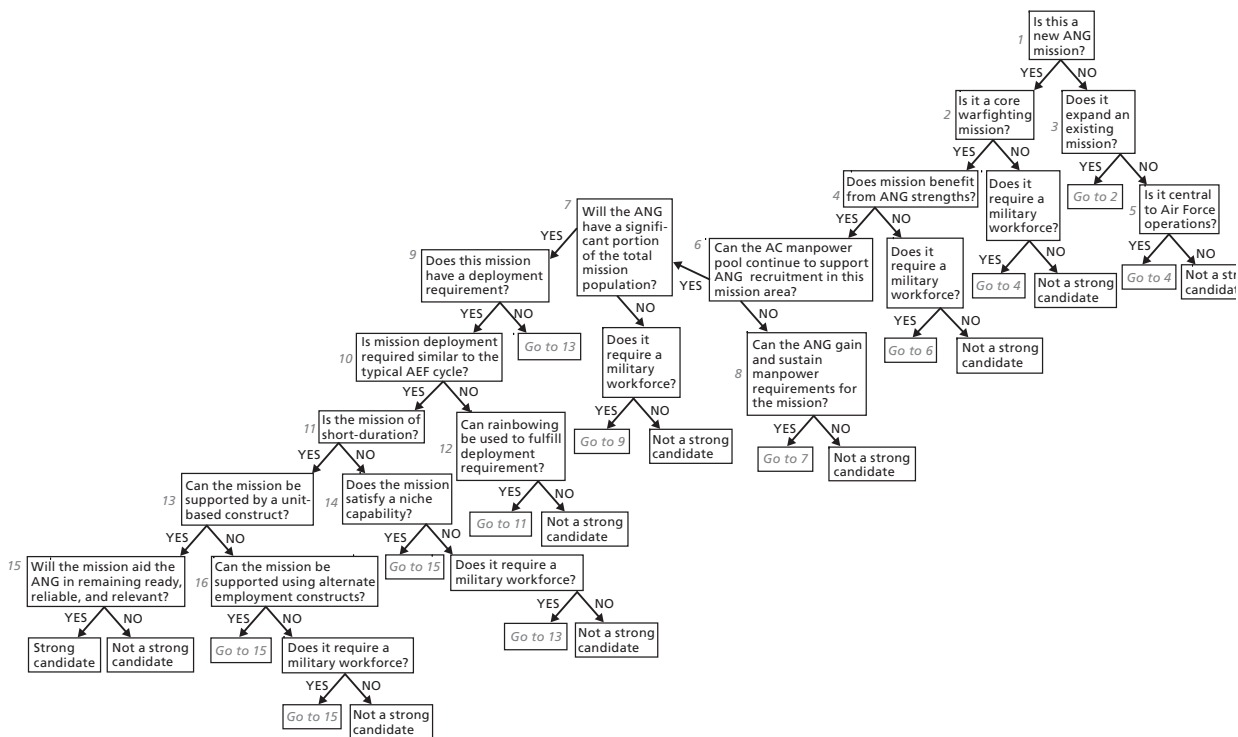 1
Is this a
new ANG
mission?
YES
NO
2
Is it a core
warfighting
mission?
3
Does it
expand an
existing
mission?
YES
NO
YES
NO
4
Does mission benefit
from ANG strengths?
Does it
require a
military
workforce?
Go to 2
5
Is it central
to Air Force
operations?
YES
NO
YES
NO
YES
NO
Go to 4
Not a strong
candidate
Go to 4
Not a str
candidat
6
Can the AC manpower
pool continue to support
ANG recruitment in this
mission area?
Does it
require a
military
workforce?
YES
NO
YES
NO
Go to 6
Not a strong
candidate
7
Will the ANG
have a signifi-
cant portion
of the total
mission
population?
8
Can the ANG gain
and sustain
manpower
requirements for
the mission?
YES
NO
YES
NO
Go to 7
Not a strong
candidate
9
Does this mission
have a deployment
requirement?
Does it
require a
military
workforce?
YES
NO
YES
NO
Go to 13
Go to 9
Not a strong
candidate
10
Is mission deployment
required similar to the
typical AEF cycle?
YES
NO
11
Is the mission of
short-duration?
12
Can rainbowing
be used to fulfill
deployment
requirement?
YES
NO
YES
NO
Go to 11
Not a strong
candidate
13
Can the mission be
supported by a unit-
based construct?
14
Does the mission
satisfy a niche
capability?
YES
NO
YES
NO
15
Will the mission aid the
ANG in remaining ready,
reliable, and relevant?
16
Can the mission be
supported using alternate
employment constructs?
Go to 15
Does it require a
military workforce?
YES
NO
YES
NO
YES
NO
Strong
candidate
Not a strong
candidate
Go to 15
Does it require a
military workforce?
Go to 13
Not a strong
candidate
YES
NO
Go to 15
Not a strong
candidate